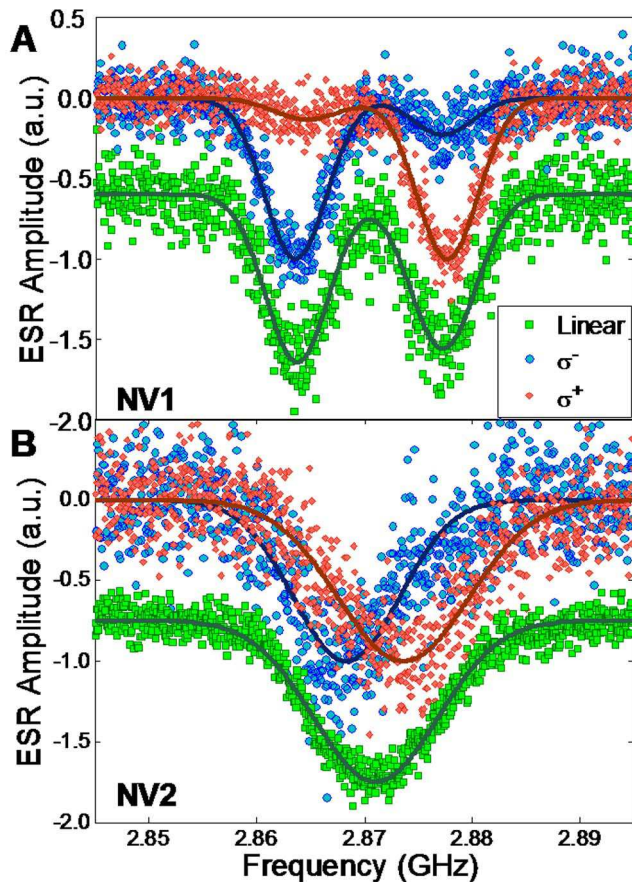 A
0.5
0.0
-0.5
-1.0
-1.5
-2.0
ESR Amplitude (a.u.)
NV1
Linear
σ-
σ+
B
0.0
-0.5
-1.0
-1.5
-2.0
ESR Amplitude (a.u.)
NV2
2.85 2.86 2.87 2.88 2.89
Frequency (GHz)